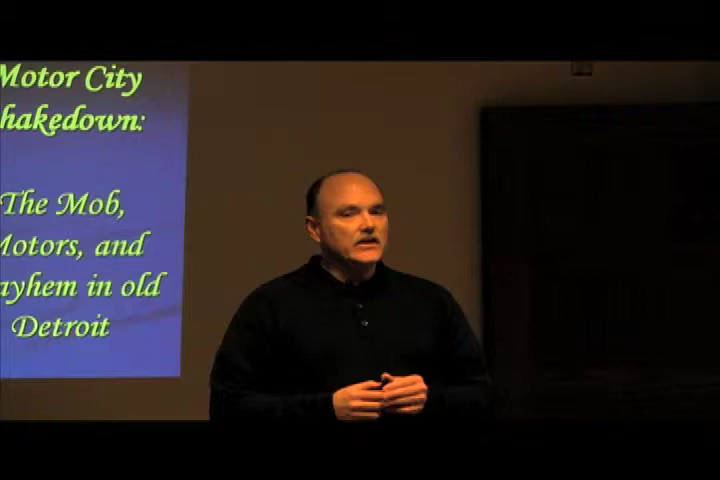 Motor City
hakedown:
The Mob,
Motors, and
ayhem in old
Detroit